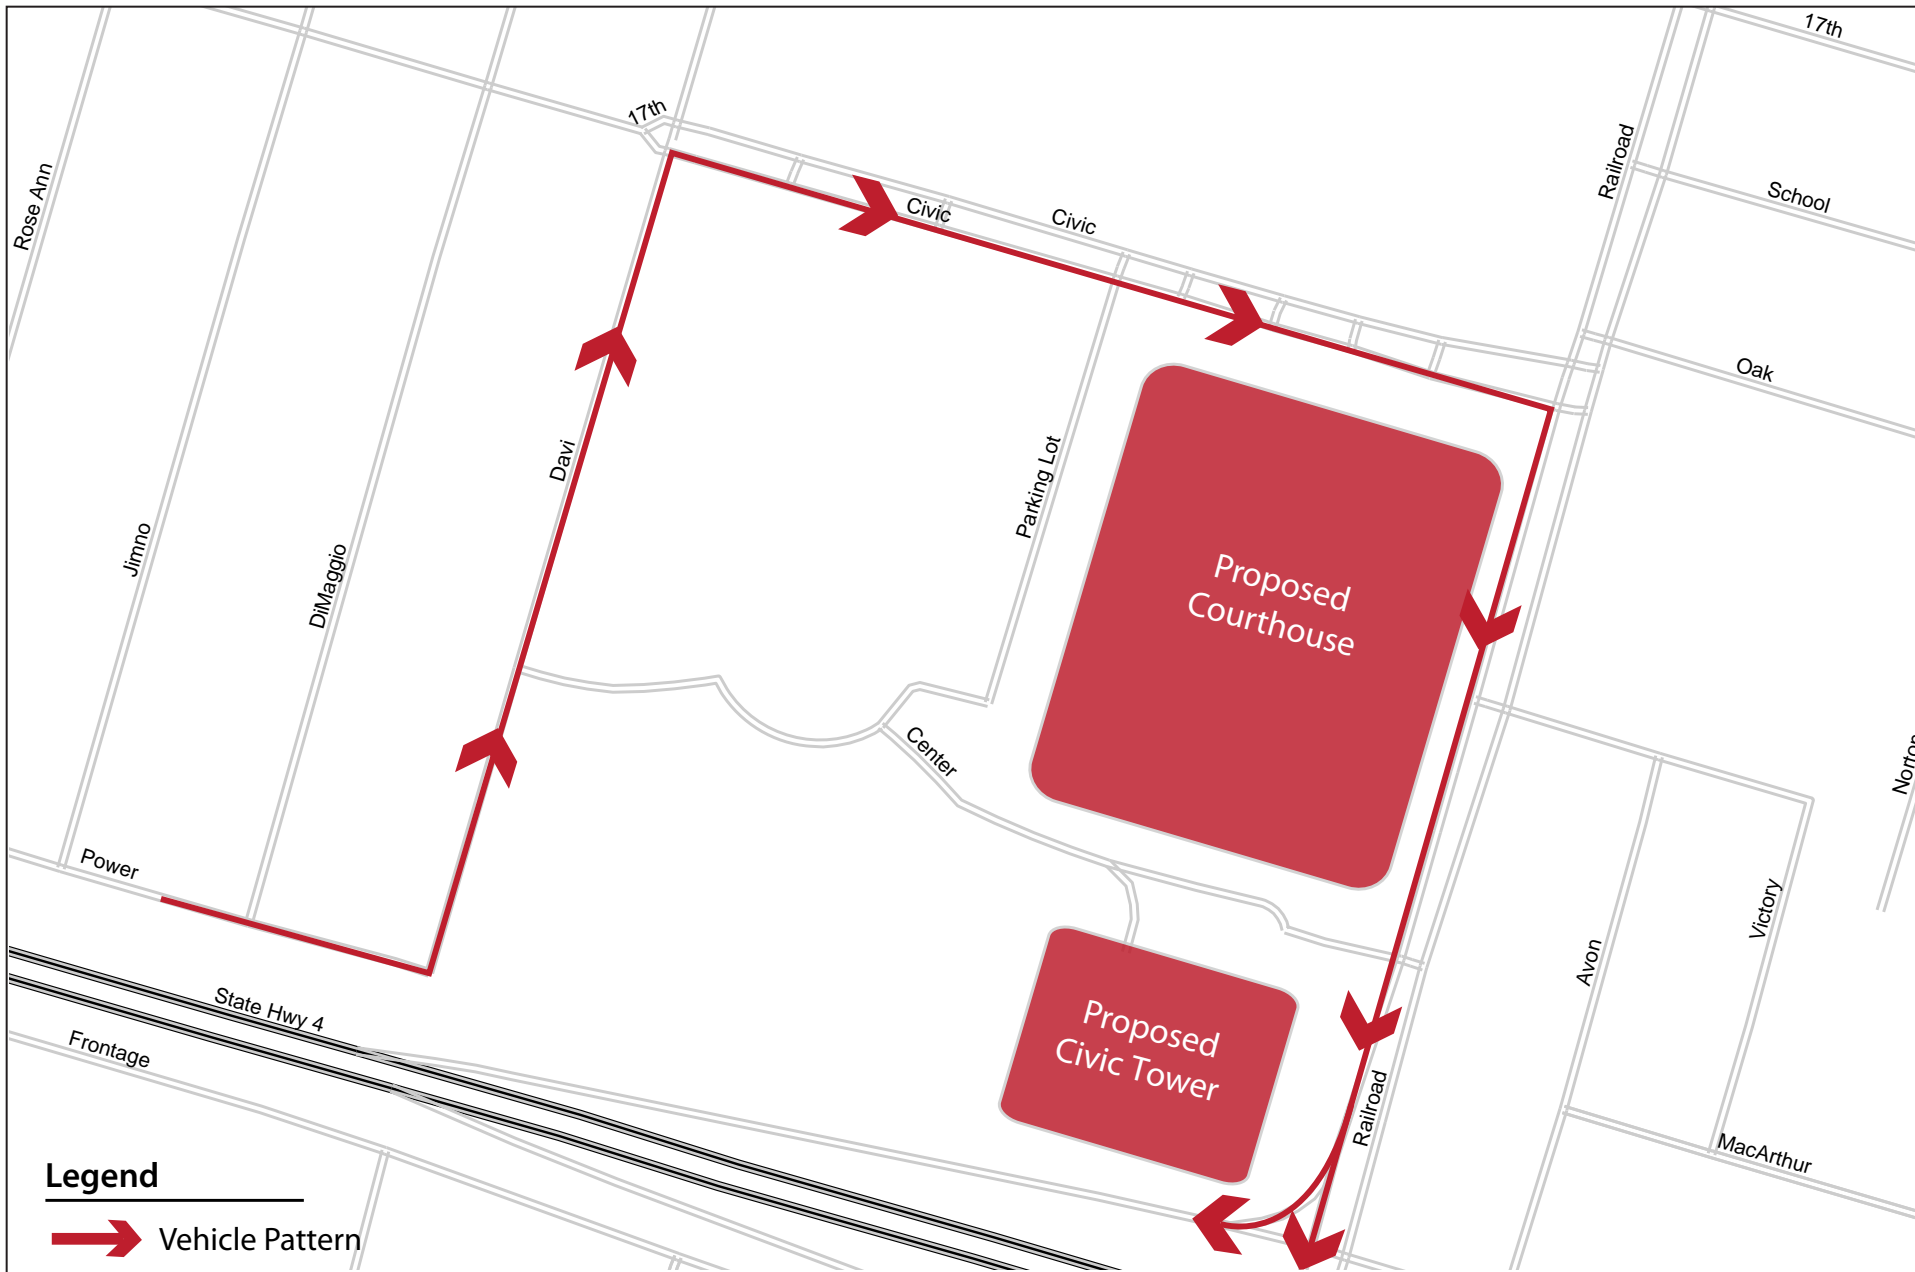 17th
17th
Railroad
Rose Ann
School
Civic
Civic
Oak
Davi
Parking Lot
Jimno
DiMaggio
Proposed
Courthouse
Center
Norton
Power
Victory
Avon
State Hwy 4
Frontage
Proposed
Civic Tower
Railroad
MacArthur
Legend
Vehicle Pattern